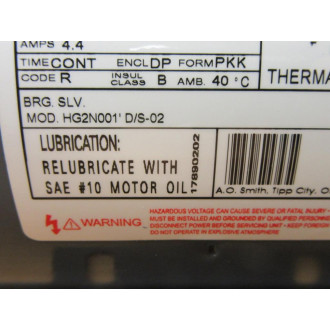 AMPS 4.4
TIME CONT ENCL DP FORM PKK
CODE R INSUL CLASS B AMB. 40 °C
THERMA
BRG. SLV.
MOD. HG2N001' D/S-02
LUBRICATION:
RELUBRICATE WITH
SAE #10 MOTOR OIL
17890202
A.O. Smith, Tipp City, O
WARNING
HAZARDOUS VOLTAGE CAN CAUSE SEVERE OR FATAL INJURY -
MUST BE INSTALLED AND GROUNDED BY QUALIFIED PERSONNEL
DISCONNECT POWER BEFORE SERVICING UNIT - KEEP FOREIGN
DO NOT OPERATE IN EXPLOSIVE ATMOSPHERE